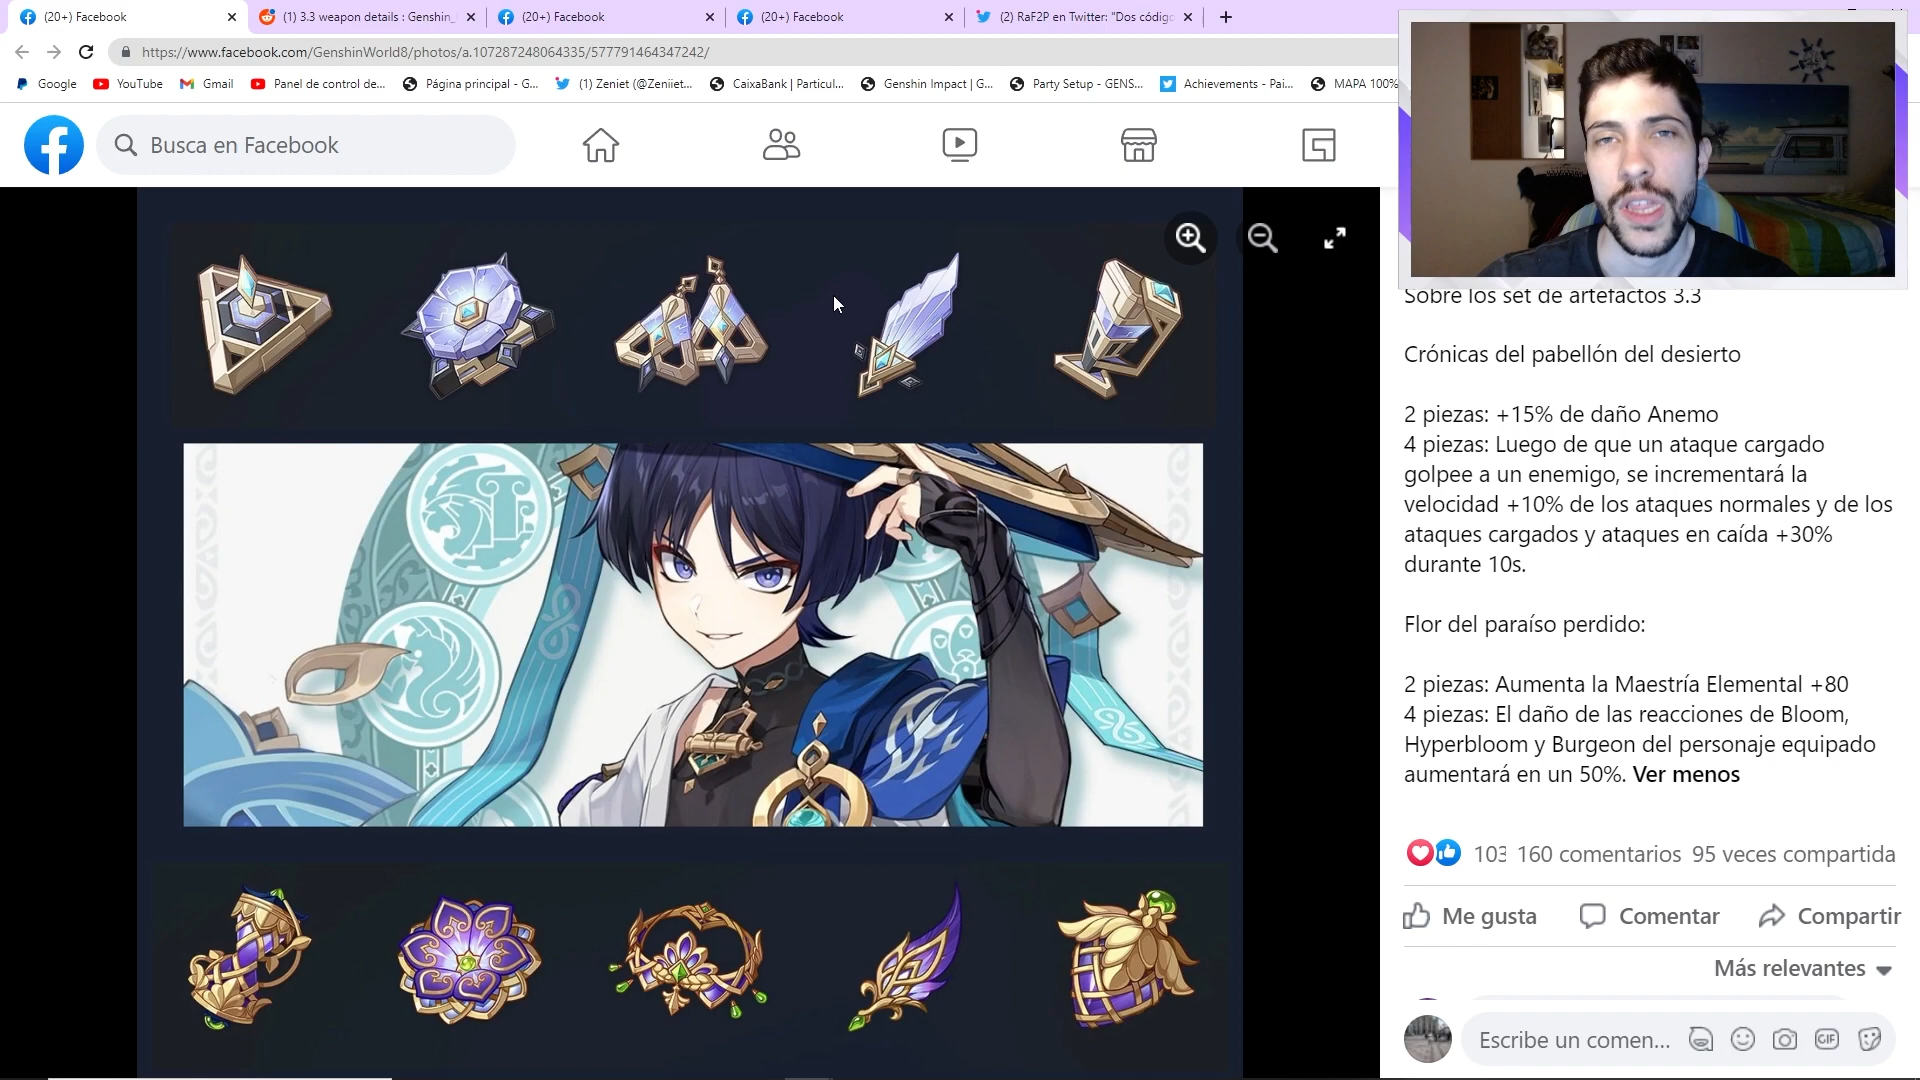 (20+) Facebook
(1) 3.3 weapon details : Genshin_
(20+) Facebook
(20+) Facebook
(2) RaF2P en Twitter: "Dos códig
https://www.facebook.com/GenshinWorld8/photos/a.107287248064335/577791464347242/
Google
YouTube
Gmail
Panel de control de...
Página principal - G...
(1) Zeniet (@Zeniiet...
CaixaBank | Particul...
Genshin Impact | G...
Party Setup - GENS...
Achievements - Pai...
MAPA 100%
Busca en Facebook
Sobre los set de artefactos 3.3
Crónicas del pabellón del desierto
2 piezas: +15% de daño Anemo
4 piezas: Luego de que un ataque cargado
golpee a un enemigo, se incrementará la
velocidad +10% de los ataques normales y de los
ataques cargados y ataques en caída +30%
durante 10s.
Flor del paraíso perdido:
2 piezas: Aumenta la Maestría Elemental +80
4 piezas: El daño de las reacciones de Bloom,
Hyperbloom y Burgeon del personaje equipado
aumentará en un 50%. Ver menos
103 160 comentarios 95 veces compartida
Me gusta
Comentar
Compartir
Más relevantes
Escribe un comen...
GIF